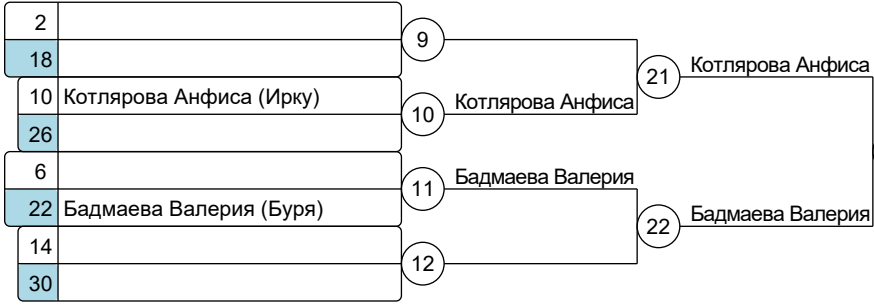 2
9
18
21 Котлярова Анфиса
10 Котлярова Анфиса (Ирку)
10 Котлярова Анфиса
26
6
11 Бадмаева Валерия
22 Бадмаева Валерия (Буря)
22 Бадмаева Валерия
14
12
30